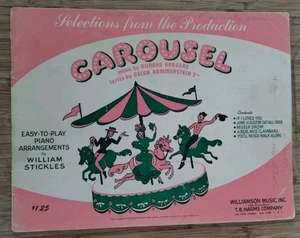 Selections from the Production
CAROUSEL
music by RICHARD RODGERS
lyrics by OSCAR HAMMERSTEIN 2nd
EASY-TO-PLAY
PIANO
ARRANGEMENTS
by
WILLIAM
STICKLES
Contents
IF I LOVED YOU
JUNE IS BUSTIN' OUT ALL OVER
MISTER SNOW
A REAL NICE CLAMBAKE
YOU'LL NEVER WALK ALONE
$1.25
WILLIAMSON MUSIC, INC.
T. B. HARMS COMPANY